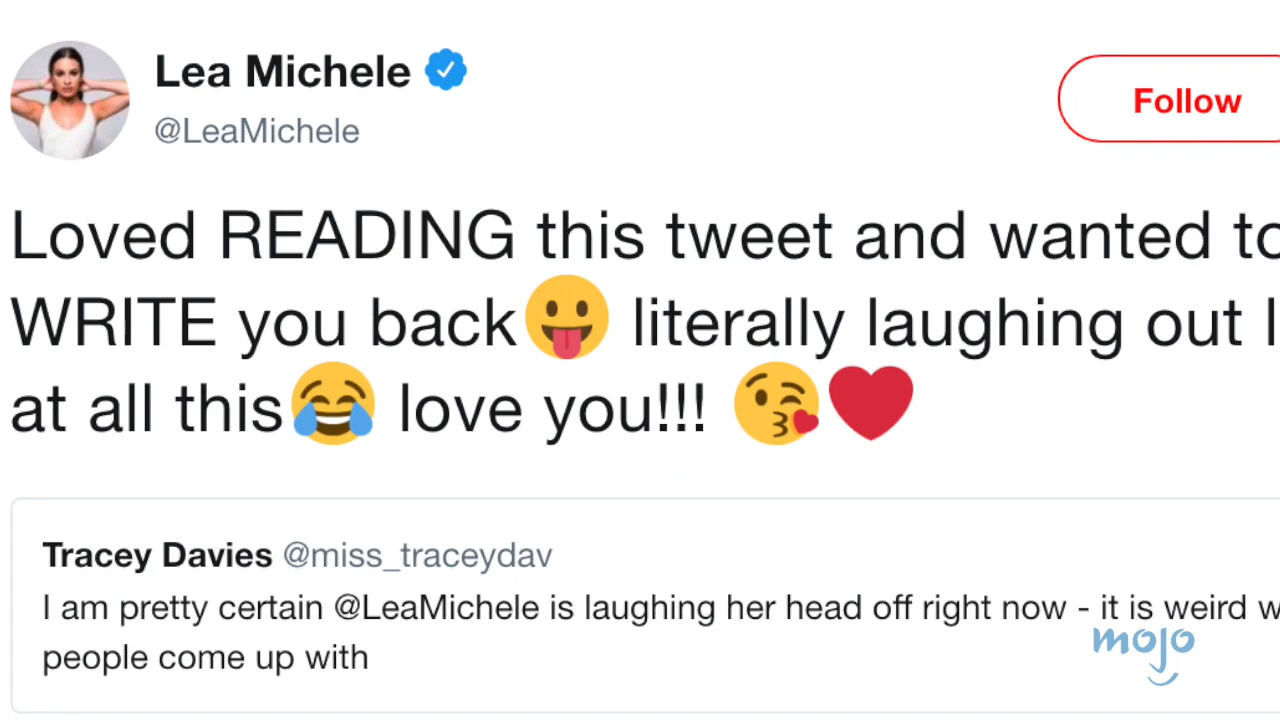 Lea Michele
@LeaMichele
Follow
Loved READING this tweet and wanted
WRITE you back😛 literally laughing out
at all this😂 love you!!! 😘❤️
Tracey Davies @miss_traceydav
I am pretty certain @LeaMichele is laughing her head off right now - it is weird
people come up with
mojo